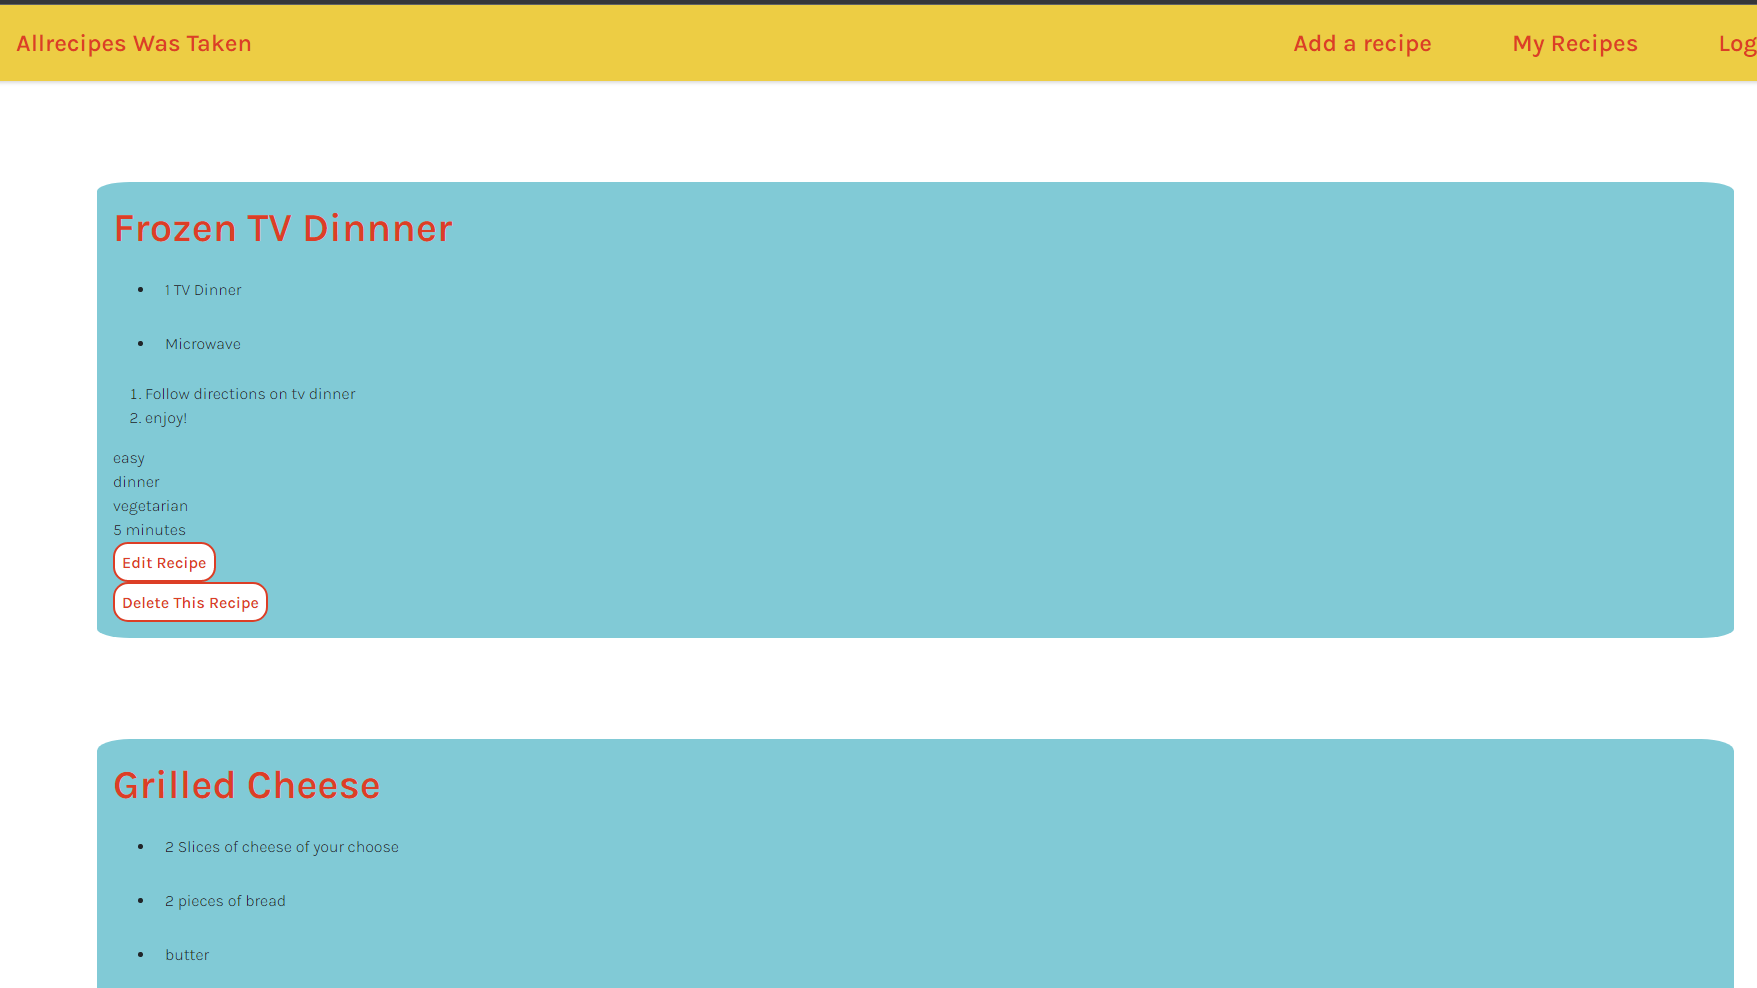 Allrecipes Was Taken
Add a recipe
My Recipes
Log
Frozen TV Dinnner
1 TV Dinner
Microwave
1. Follow directions on tv dinner
2. enjoy!
easy
dinner
vegetarian
5 minutes
Edit Recipe
Delete This Recipe
Grilled Cheese
2 Slices of cheese of your choose
2 pieces of bread
butter